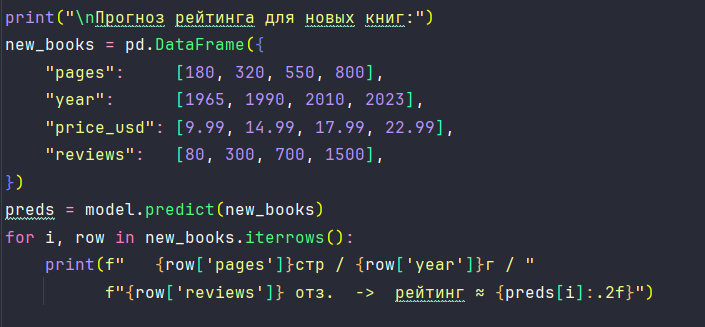 print("\nПрогноз рейтинга для новых книг:")
new_books = pd.DataFrame({
    "pages":     [180, 320, 550, 800],
    "year":      [1965, 1990, 2010, 2023],
    "price_usd": [9.99, 14.99, 17.99, 22.99],
    "reviews":   [80, 300, 700, 1500],
})
preds = model.predict(new_books)
for i, row in new_books.iterrows():
    print(f"   {row['pages']}стр / {row['year']}г / "
          f"{row['reviews']} отз.  ->  рейтинг ≈ {preds[i]:.2f}")